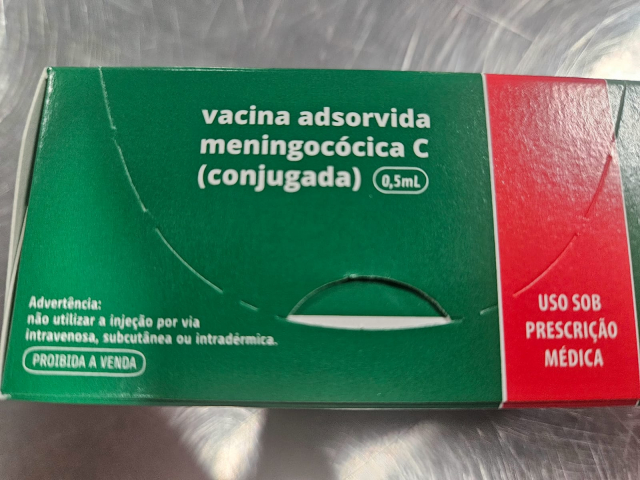 vacina adsorvida
meningocócica C
(conjugada) 0,5mL
Advertência:
não utilizar a injeção por via
intravenosa, subcutânea ou intradérmica.
PROIBIDA A VENDA
USO SOB
PRESCRIÇÃO
MÉDICA